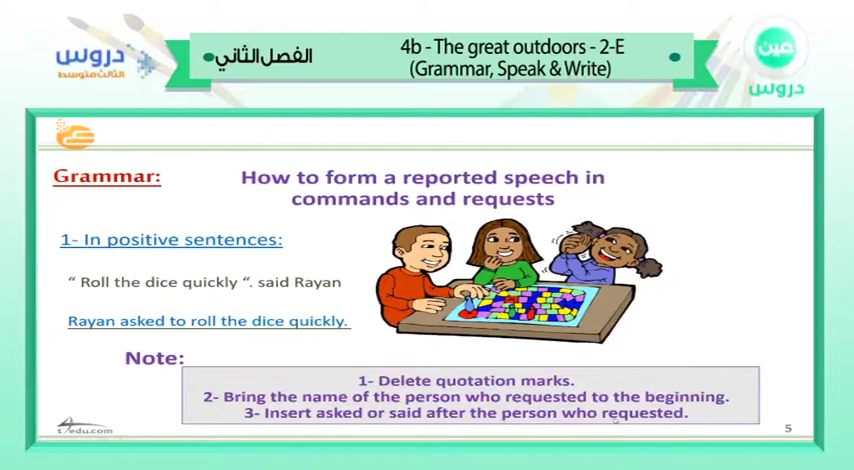 دروس
الثالث متوسط
الفصل الثاني
4b - The great outdoors - 2-E
(Grammar, Speak & Write)
عين
دروس
Grammar:
How to form a reported speech in
commands and requests
1- In positive sentences:
“ Roll the dice quickly “. said Rayan
Rayan asked to roll the dice quickly.
Note:
1- Delete quotation marks.
2- Bring the name of the person who requested to the beginning.
3- Insert asked or said after the person who requested.
edu.com
5